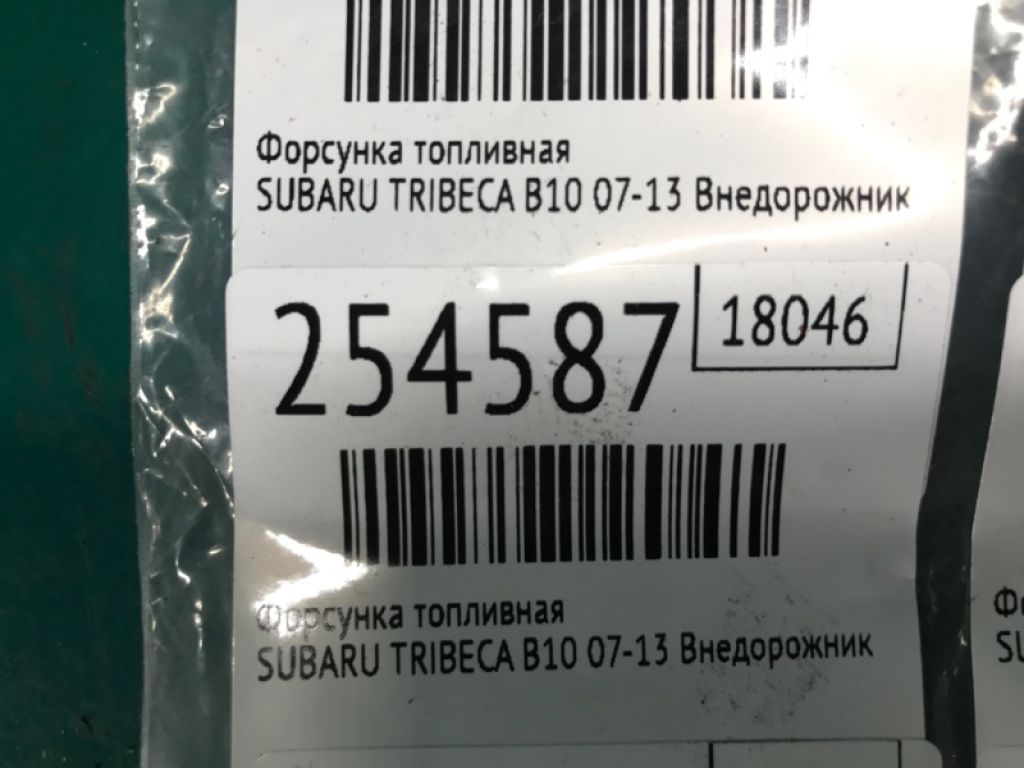 Форсунка топливная
SUBARU TRIBECA B10 07-13 Внедорожник
254587
18046
Форсунка топливная
SUBARU TRIBECA B10 07-13 Внедорожник